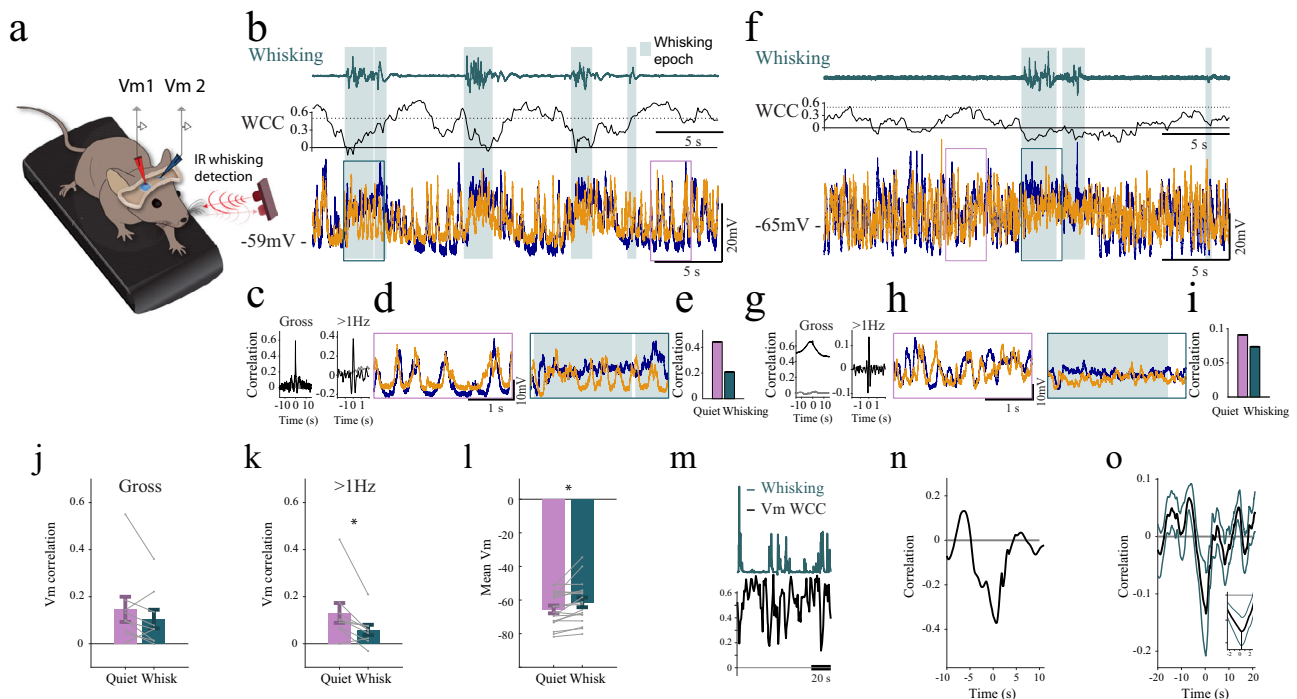 a
Vm1 Vm 2
IR whisking
detection
b
Whisking
Whisking
epoch
WCC
0.6
0.3
0
5 s
-59mV -
20mV
5 s
f
Whisking
WCC
0.6
0.3
0
5 s
-65mV -
20mV
5 s
c
Gross
>1Hz
Correlation
0.6
0.4
0.2
0
0.4
0.2
0
-0.2
-10 0 10
-1 0 1
Time (s)
Time (s)
d
1 s
10mV
e
Correlation
0.6
0.4
0.2
0
Quiet Whisking
g
Gross
>1Hz
Correlation
0.6
0.4
0.2
0
0.1
0
-0.1
-10 0 10
-1 0 1
Time (s)
Time (s)
h
1 s
10mV
i
Correlation
0.1
0.05
0
Quiet Whisking
j
Gross
Vm correlation
0.6
0.4
0.2
0
Quiet Whisk
k
>1Hz
*
Vm correlation
0.6
0.4
0.2
0
Quiet Whisk
l
*
Mean Vm
0
-20
-40
-60
-80
Quiet Whisk
m
Whisking
Vm WCC
0.6
0.4
0.2
0
20 s
n
Correlation
0.2
0
-0.2
-0.4
-10 -5 0 5 10
Time (s)
o
Correlation
0.1
0
-0.1
0.2
-2 0 2
-20 -10 0 10 20
Time (s)